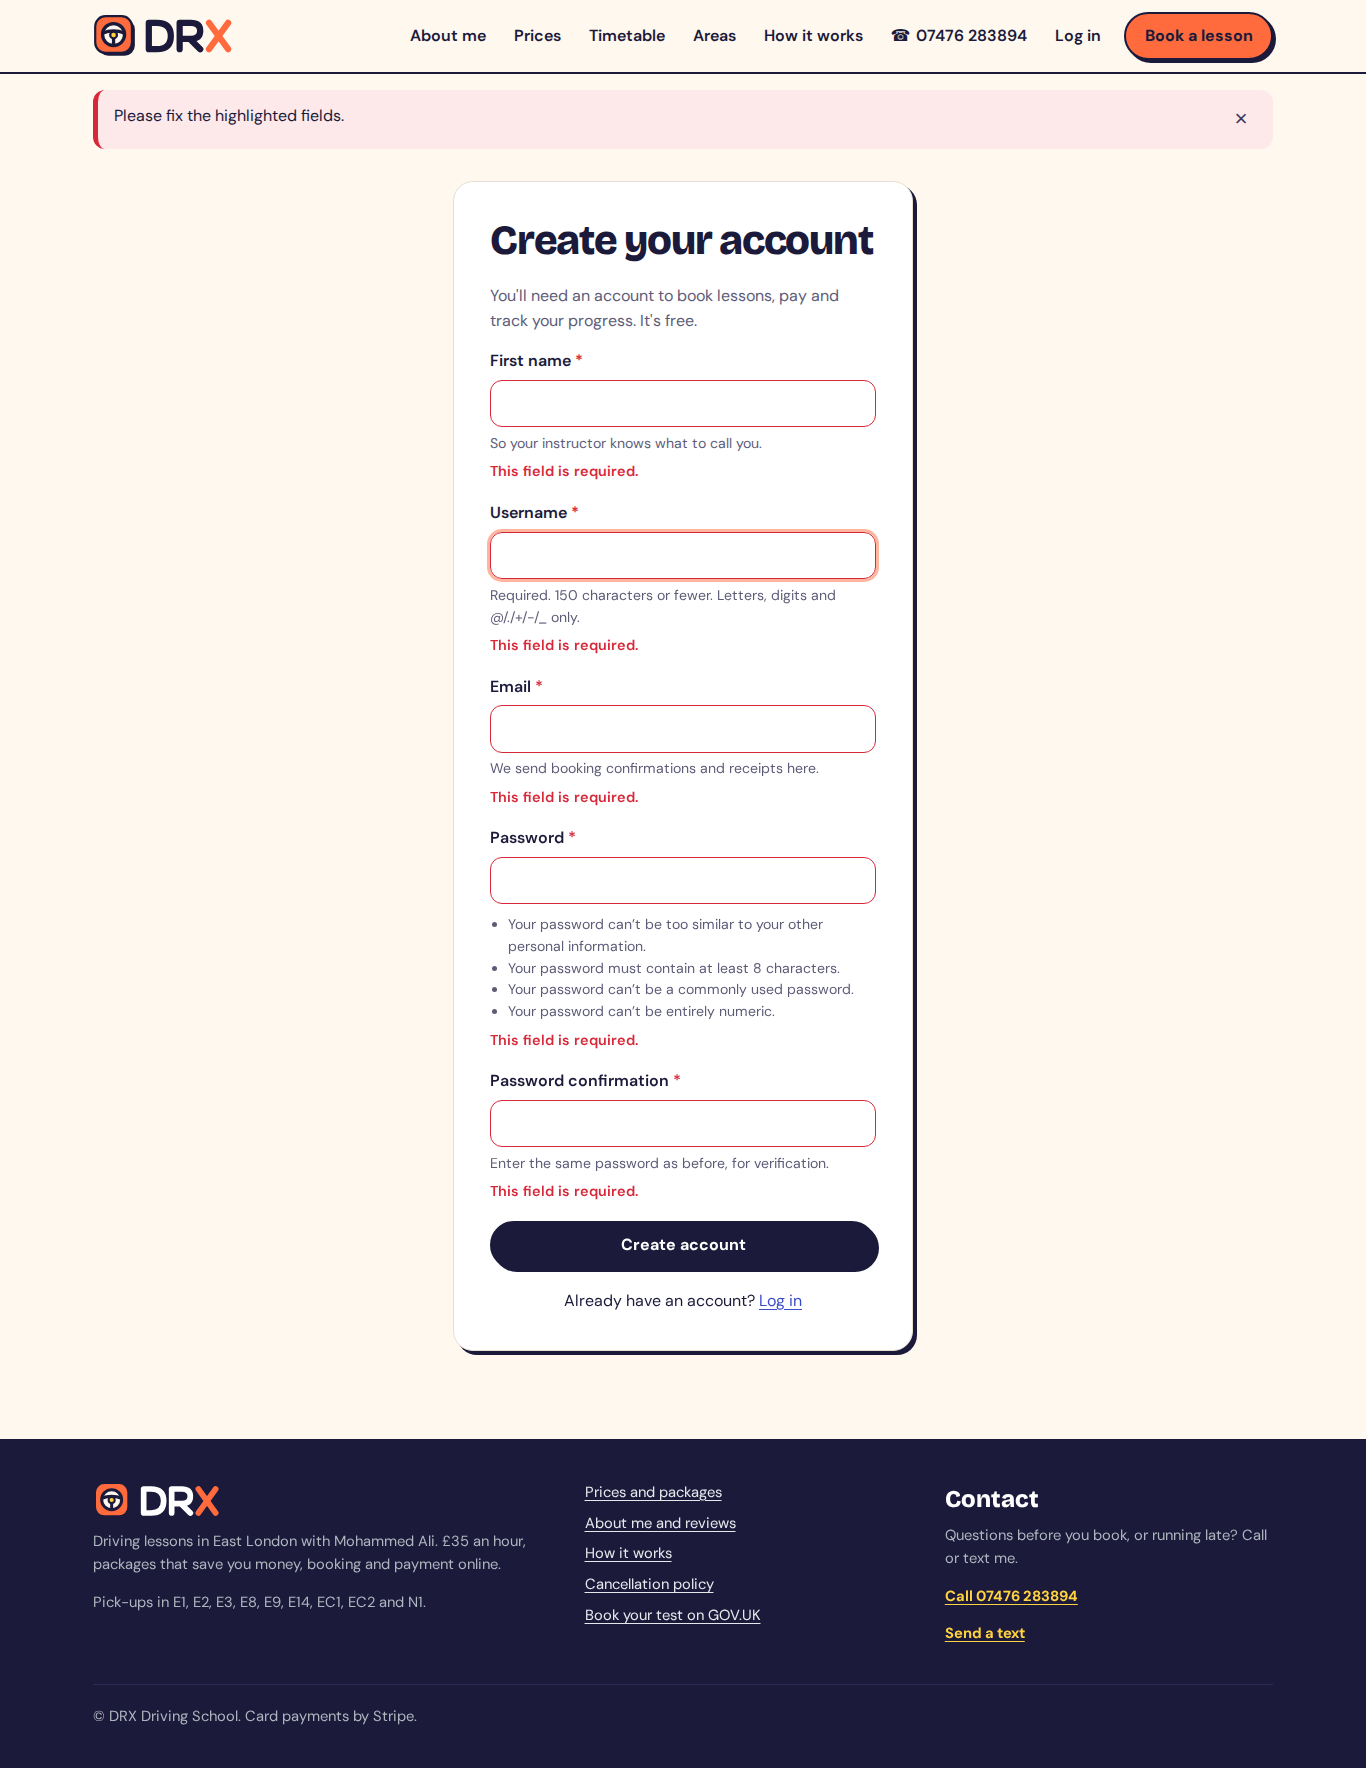 DRX
About me
Prices
Timetable
Areas
How it works
☎ 07476 283894
Log in
Book a lesson
Please fix the highlighted fields.
×
Create your account
You'll need an account to book lessons, pay and
track your progress. It's free.
First name *
So your instructor knows what to call you.
This field is required.
Username *
Required. 150 characters or fewer. Letters, digits and
@/./+/-/_ only.
This field is required.
Email *
We send booking confirmations and receipts here.
This field is required.
Password *
• Your password can’t be too similar to your other
personal information.
• Your password must contain at least 8 characters.
• Your password can’t be a commonly used password.
• Your password can’t be entirely numeric.
This field is required.
Password confirmation *
Enter the same password as before, for verification.
This field is required.
Create account
Already have an account? Log in
DRX
Driving lessons in East London with Mohammed Ali. £35 an hour,
packages that save you money, booking and payment online.
Pick-ups in E1, E2, E3, E8, E9, E14, EC1, EC2 and N1.
Prices and packages
About me and reviews
How it works
Cancellation policy
Book your test on GOV.UK
Contact
Questions before you book, or running late? Call
or text me.
Call 07476 283894
Send a text
© DRX Driving School. Card payments by Stripe.